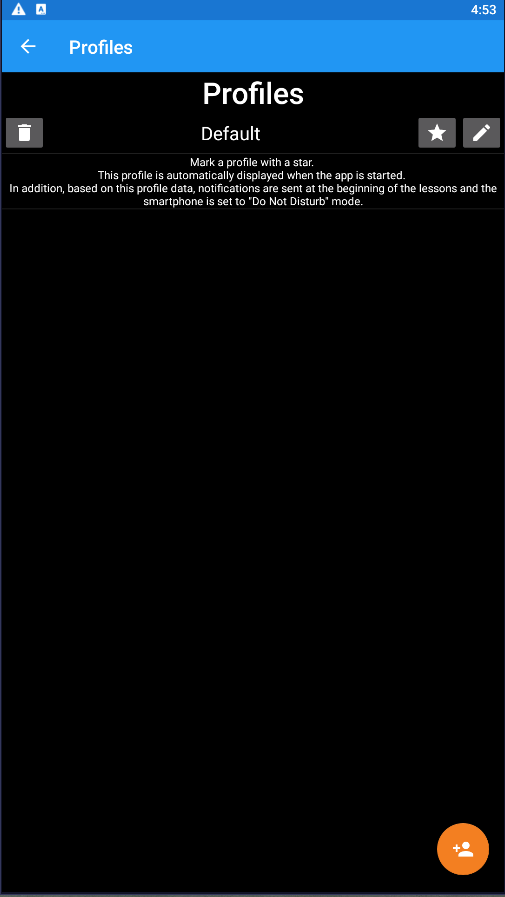 A
4:53
Profiles
Profiles
Default
Mark a profile with a star.
This profile is automatically displayed when the app is started.
In addition, based on this profile data, notifications are sent at the beginning of the lessons and the
smartphone is set to "Do Not Disturb" mode.